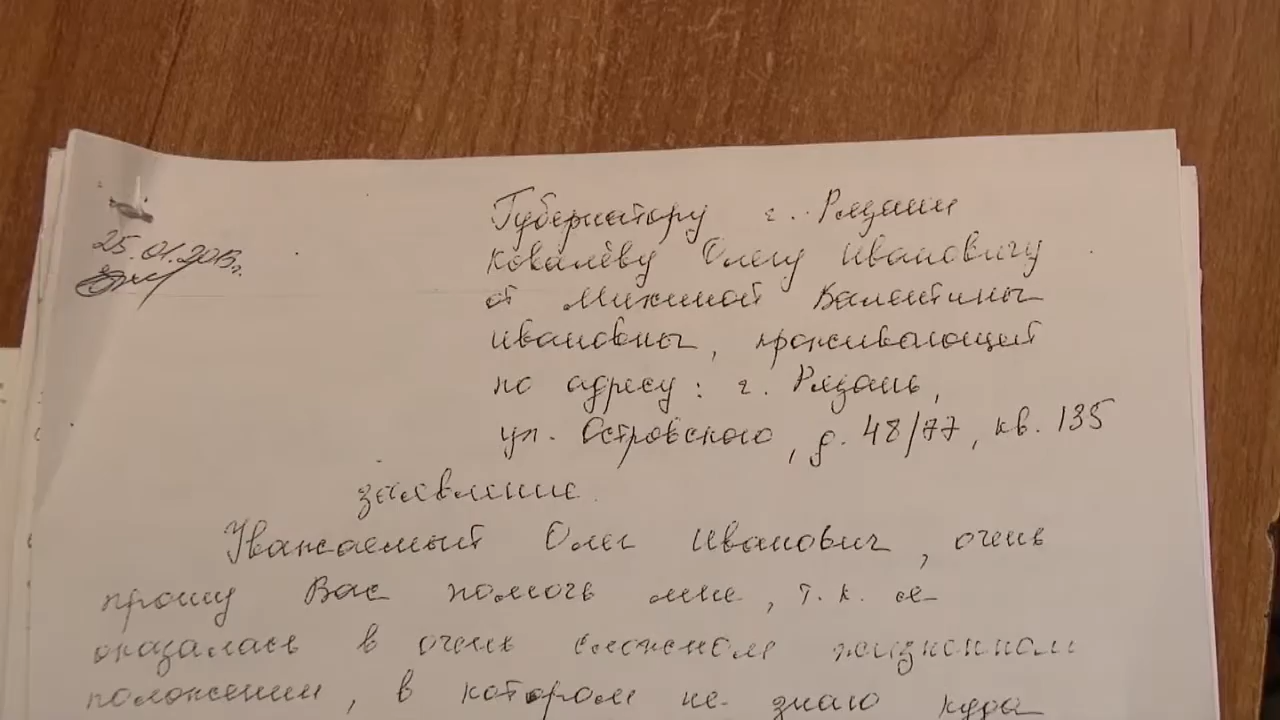 25.01.2013г.
Губернатору г. Рязани
Ковалёву Олегу Ивановичу
от Михиной Валентины
Ивановны, проживающей
по адресу: г. Рязань,
ул. Островского, д. 48/77, кв. 135
заявление.
Уважаемый Олег Иванович, очень
прошу Вас помочь мне, т.к. я
оказалась в очень сложном жизненном
положении, в котором не знаю куда